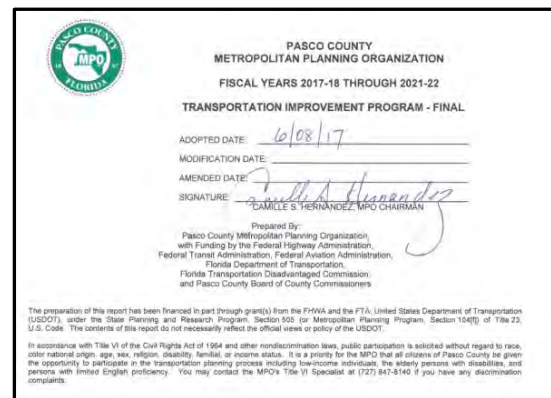 PASCO COUNTY
MPO
FLORIDA
PASCO COUNTY
METROPOLITAN PLANNING ORGANIZATION
FISCAL YEARS 2017-18 THROUGH 2021-22
TRANSPORTATION IMPROVEMENT PROGRAM - FINAL
ADOPTED DATE: 6/08/17
MODIFICATION DATE:
AMENDED DATE:
SIGNATURE: Camille S Hernandez
CAMILLE S. HERNANDEZ, MPO CHAIRMAN
Prepared By:
Pasco County Metropolitan Planning Organization,
with Funding by the Federal Highway Administration,
Federal Transit Administration, Federal Aviation Administration,
Florida Department of Transportation,
Florida Transportation Disadvantaged Commission
and Pasco County Board of County Commissioners
The preparation of this report has been financed in part through grant(s) from the FHWA and the FTA, United States Department of Transportation
(USDOT), under the State Planning and Research Program, Section 505 (or Metropolitan Planning Program, Section 104(f)) of Title 23,
U.S. Code. The contents of this report do not necessarily reflect the official views or policy of the USDOT.
In accordance with Title VI of the Civil Rights Act of 1964 and other nondiscrimination laws, public participation is solicited without regard to race,
color national origin, age, sex, religion, disability, familial, or income status. It is a priority for the MPO that all citizens of Pasco County be given
the opportunity to participate in the transportation planning process including low-income individuals, the elderly persons with disabilities, and
persons with limited English proficiency. You may contact the MPO's Title VI Specialist at (727) 847-8140 if you have any discrimination
complaints.